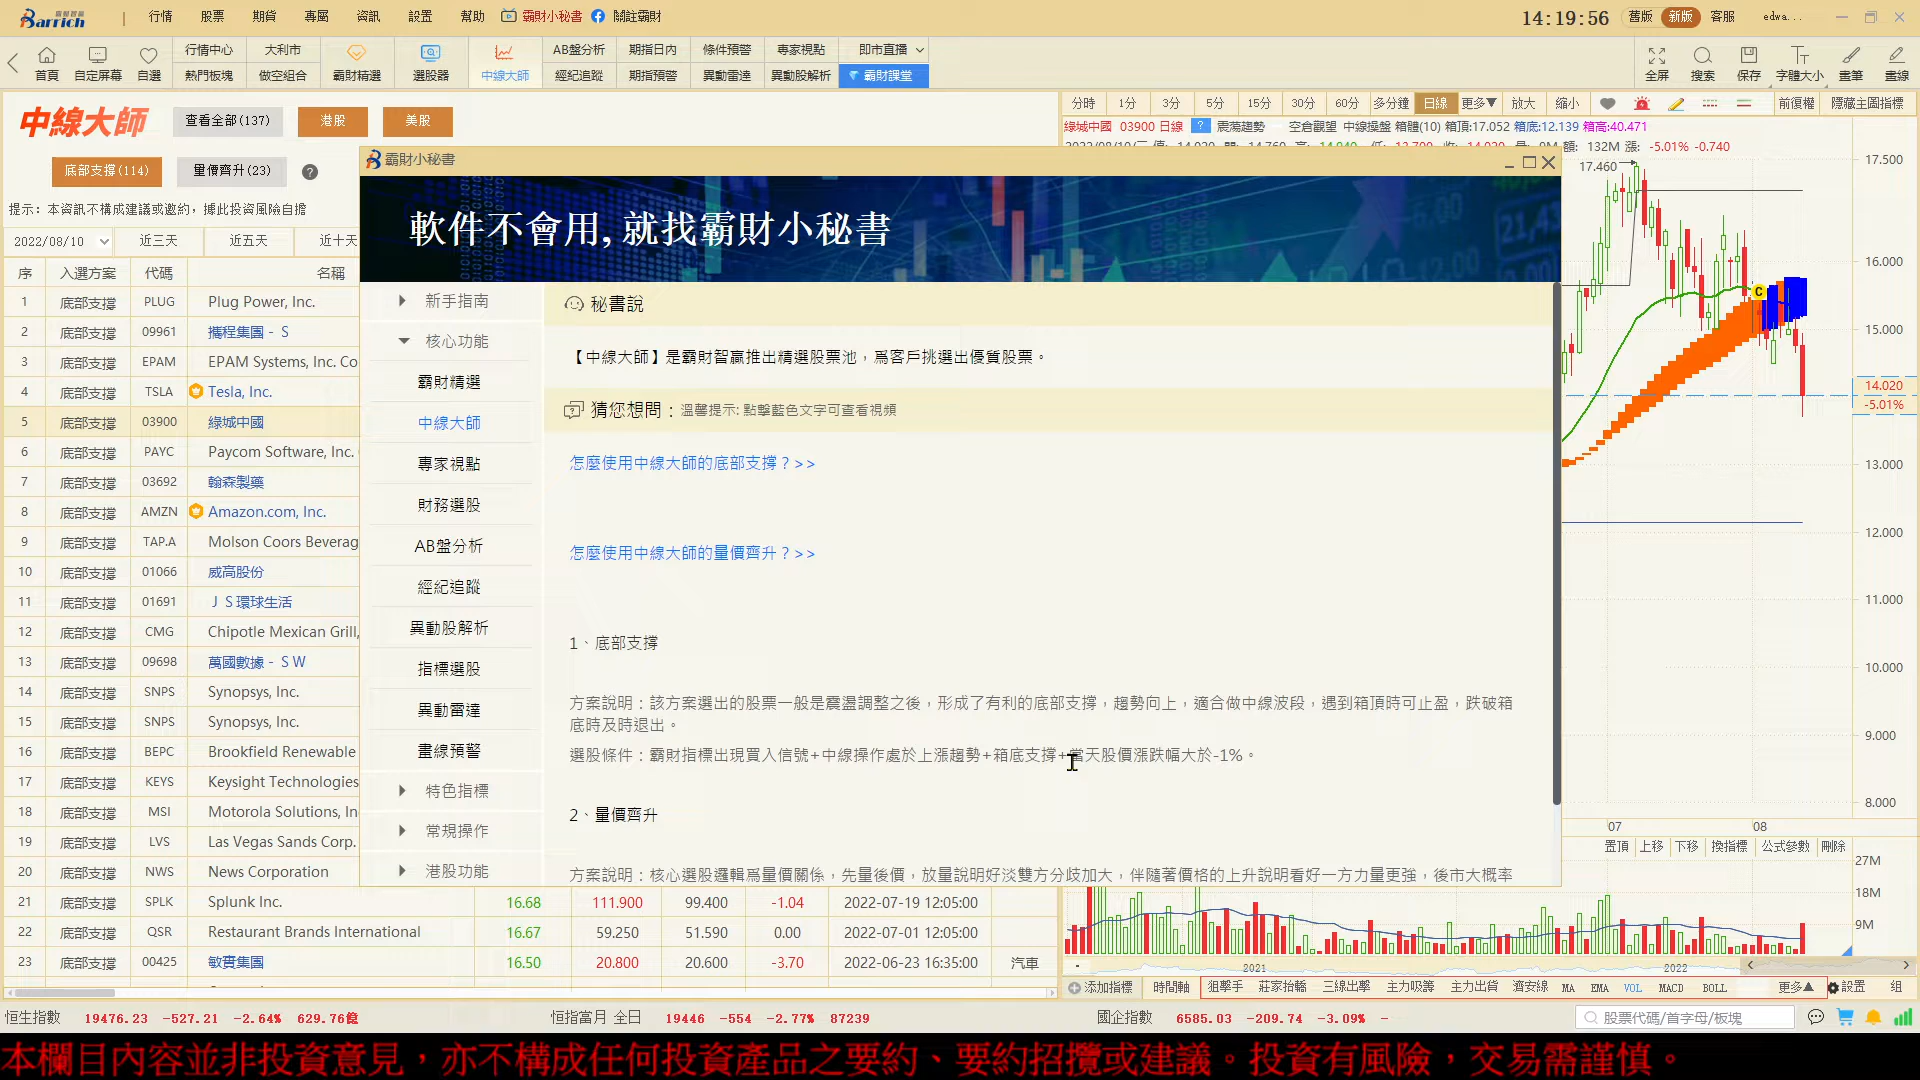 Barrich | 行情 股票 期貨 專屬 資訊 設置 幫助 霸財小秘書 關註霸財 14:19:56 舊版 新版 客服 edwa...
行情中心 大利市 AB盤分析 期指日内 條件預警 專家視點 即市直播
首頁 自定屏幕 自選 熱門板塊 做空組合 霸財精選 選股器 中線大師 經紀追蹤 期指預警 異動雷達 異動股解析 霸財課堂 全屏 搜索 保存 字體大小 畫筆 畫線
中線大師 查看全部(137) 港股 美股
分時 1分 3分 5分 15分 30分 60分 多分鐘 日線 更多▼ 放大 縮小 前復權 隱藏主圖指標
綠城中國 03900 日線 ? 震蕩趨勢 空倉觀望 中線操盤 箱體(10) 箱頂:17.052 箱底:12.139 箱高:40.471
額: 132M 漲: -5.01% -0.740
底部支撐(114) 量價齊升(23) ?
提示: 本資訊不構成建議或邀約, 據此投資風險自擔
2022/08/10 近三天 近五天 近十天
序 入選方案 代碼 名稱
1 底部支撐 PLUG Plug Power, Inc.
2 底部支撐 09961 攜程集團－Ｓ
3 底部支撐 EPAM EPAM Systems, Inc. Co
4 底部支撐 TSLA Tesla, Inc.
5 底部支撐 03900 綠城中國
6 底部支撐 PAYC Paycom Software, Inc.
7 底部支撐 03692 翰森製藥
8 底部支撐 AMZN Amazon.com, Inc.
9 底部支撐 TAP.A Molson Coors Beverag
10 底部支撐 01066 威高股份
11 底部支撐 01691 ＪＳ環球生活
12 底部支撐 CMG Chipotle Mexican Grill,
13 底部支撐 09698 萬國數據－ＳＷ
14 底部支撐 SNPS Synopsys, Inc.
15 底部支撐 SNPS Synopsys, Inc.
16 底部支撐 BEPC Brookfield Renewable
17 底部支撐 KEYS Keysight Technologies
18 底部支撐 MSI Motorola Solutions, In
19 底部支撐 LVS Las Vegas Sands Corp.
20 底部支撐 NWS News Corporation
21 底部支撐 SPLK Splunk Inc. 16.68 111.900 99.400 -1.04 2022-07-19 12:05:00
22 底部支撐 QSR Restaurant Brands International 16.67 59.250 51.590 0.00 2022-07-01 12:05:00
23 底部支撐 00425 敏實集團 16.50 20.800 20.600 -3.70 2022-06-23 16:35:00 汽車
霸財小秘書
軟件不會用, 就找霸財小秘書
新手指南
核心功能
霸財精選
中線大師
專家視點
財務選股
AB盤分析
經紀追蹤
異動股解析
指標選股
異動雷達
畫線預警
特色指標
常規操作
港股功能
秘書說
【中線大師】是霸財智贏推出精選股票池，爲客戶挑選出優質股票。
猜您想問： 溫馨提示: 點擊藍色文字可查看視頻
怎麼使用中線大師的底部支撐？>>
怎麼使用中線大師的量價齊升？>>
1、底部支撐
方案說明：該方案選出的股票一般是震盪調整之後，形成了有利的底部支撐，趨勢向上，適合做中線波段，遇到箱頂時可止盈，跌破箱
底時及時退出。
選股條件：霸財指標出現買入信號+中線操作處於上漲趨勢+箱底支撐+當天股價漲跌幅大於-1%。
2、量價齊升
方案說明：核心選股邏輯爲量價關係，先量後價，放量說明好淡雙方分歧加大，伴隨著價格的上升說明看好一方力量更強，後市大概率
17.460
C
17.500
16.000
15.000
14.020
-5.01%
13.000
12.000
11.000
10.000
9.000
8.000
07 08
置頂 上移 下移 換指標 公式參數 刪除
27M
18M
9M
2021 2022
添加指標 時間軸 狙擊手 莊家抬轎 三線出擊 主力吸籌 主力出貨 濟安線 MA EMA VOL MACD BOLL 更多▲ 設置 組
恒生指數 19476.23 -527.21 -2.64% 629.76億 恒指當月 全日 19446 -554 -2.77% 87239 國企指數 6585.03 -209.74 -3.09% - 股票代碼/首字母/板塊
本欄目內容並非投資意見，亦不構成任何投資產品之要約、要約招攬或建議。投資有風險，交易需謹慎。